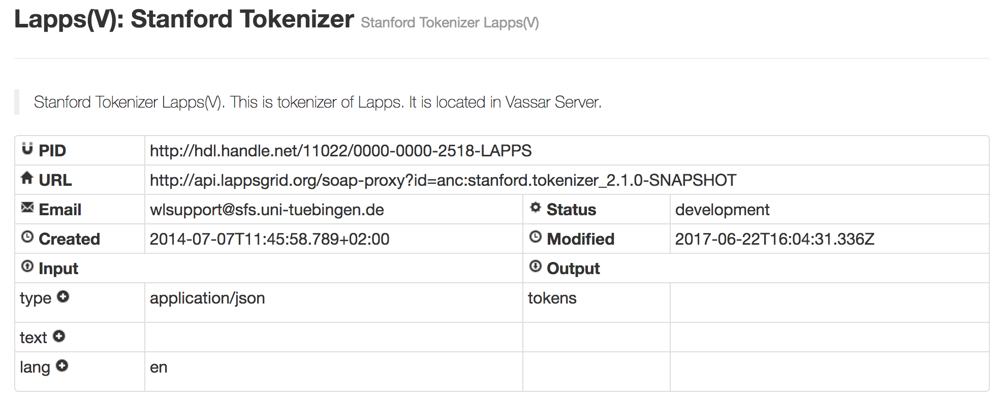 Lapps(V): Stanford Tokenizer Stanford Tokenizer Lapps(V)
Stanford Tokenizer Lapps(V). This is tokenizer of Lapps. It is located in Vassar Server.
PID http://hdl.handle.net/11022/0000-0000-2518-LAPPS
URL http://api.lappsgrid.org/soap-proxy?id=anc:stanford.tokenizer_2.1.0-SNAPSHOT
Email wlsupport@sfs.uni-tuebingen.de Status development
Created 2014-07-07T11:45:58.789+02:00 Modified 2017-06-22T16:04:31.336Z
Input Output
type application/json tokens
text
lang en